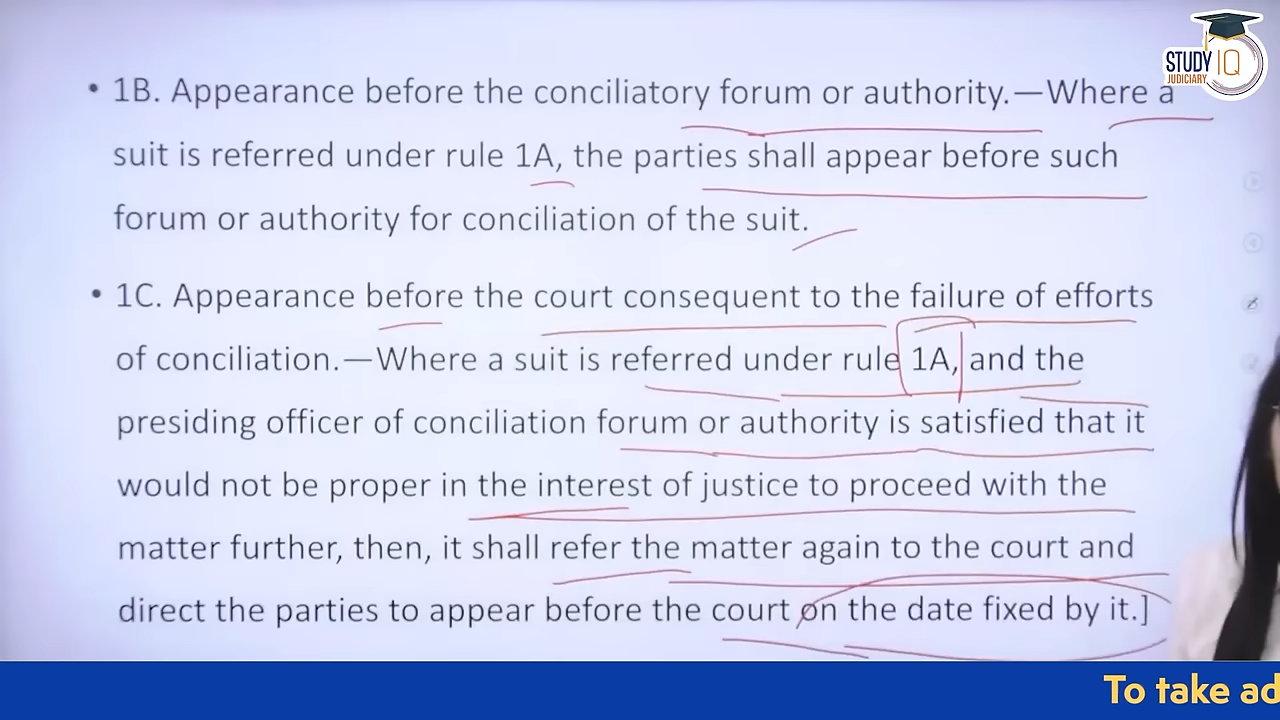 STUDY IQ
JUDICIARY
• 1B. Appearance before the conciliatory forum or authority.—Where a
suit is referred under rule 1A, the parties shall appear before such
forum or authority for conciliation of the suit.
• 1C. Appearance before the court consequent to the failure of efforts
of conciliation.—Where a suit is referred under rule 1A, and the
presiding officer of conciliation forum or authority is satisfied that it
would not be proper in the interest of justice to proceed with the
matter further, then, it shall refer the matter again to the court and
direct the parties to appear before the court on the date fixed by it.]
To take ad